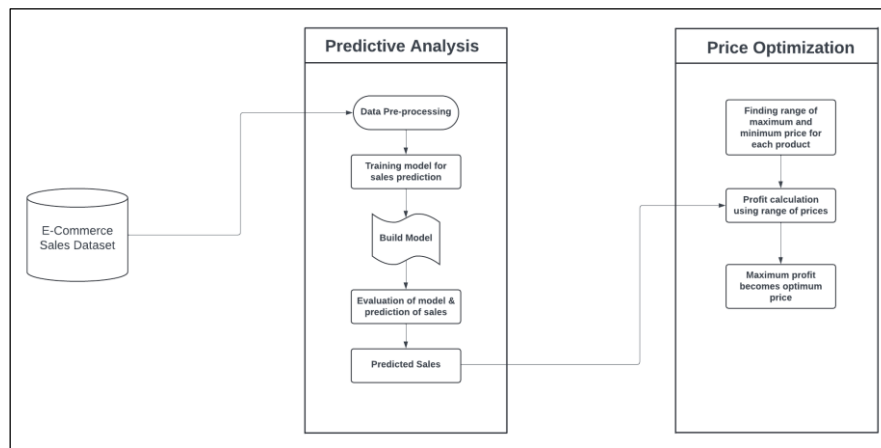 E-Commerce
Sales Dataset
Predictive Analysis
Data Pre-processing
Training model for
sales prediction
Build Model
Evaluation of model &
prediction of sales
Predicted Sales
Price Optimization
Finding range of
maximum and
minimum price for
each product
Profit calculation
using range of prices
Maximum profit
becomes optimum
price